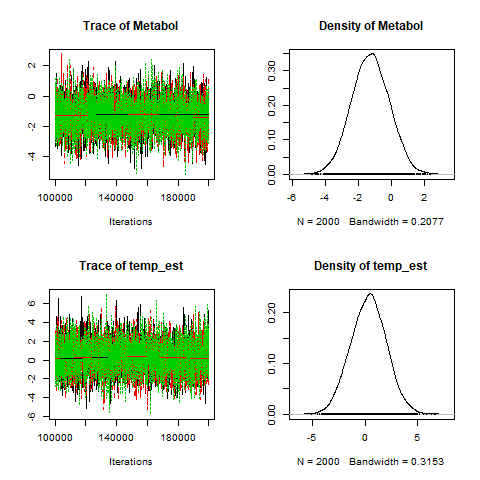 Trace of Metabol
2
0
-2
-4
100000 140000 180000
Iterations
Density of Metabol
0.30
0.20
0.10
0.00
-6 -4 -2 0 2
N = 2000 Bandwidth = 0.2077
Trace of temp_est
6
4
2
0
-2
-4
-6
100000 140000 180000
Iterations
Density of temp_est
0.20
0.10
0.00
-5 0 5
N = 2000 Bandwidth = 0.3153